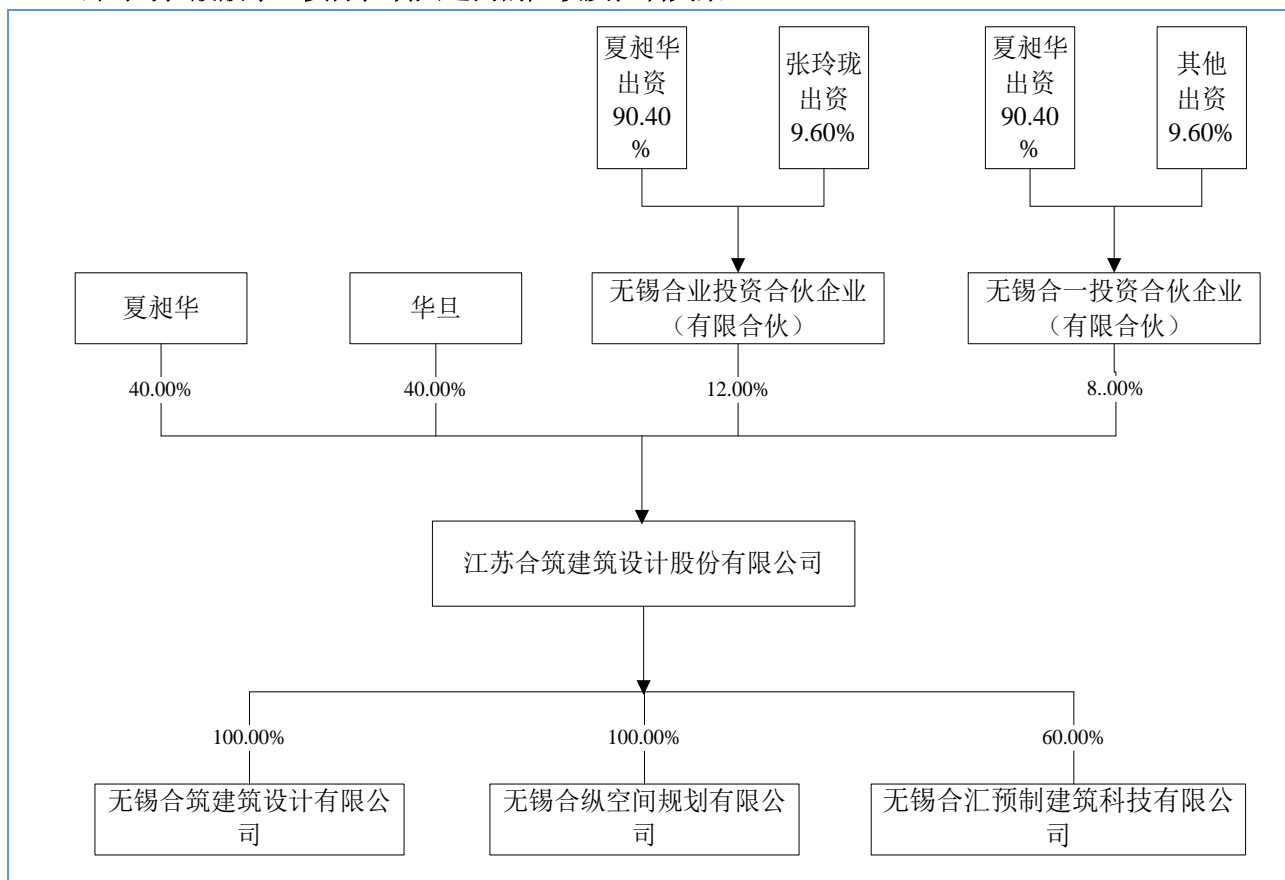 夏昶华
出资
90.40
%
张玲珑
出资
9.60%
夏昶华
出资
90.40
%
其他
出资
9.60%
夏昶华
华旦
无锡合业投资合伙企业
（有限合伙）
无锡合一投资合伙企业
（有限合伙）
40.00%
40.00%
12.00%
8..00%
江苏合筑建筑设计股份有限公司
100.00%
100.00%
60.00%
无锡合筑建筑设计有限公
司
无锡合纵空间规划有限公
司
无锡合汇预制建筑科技有限公
司